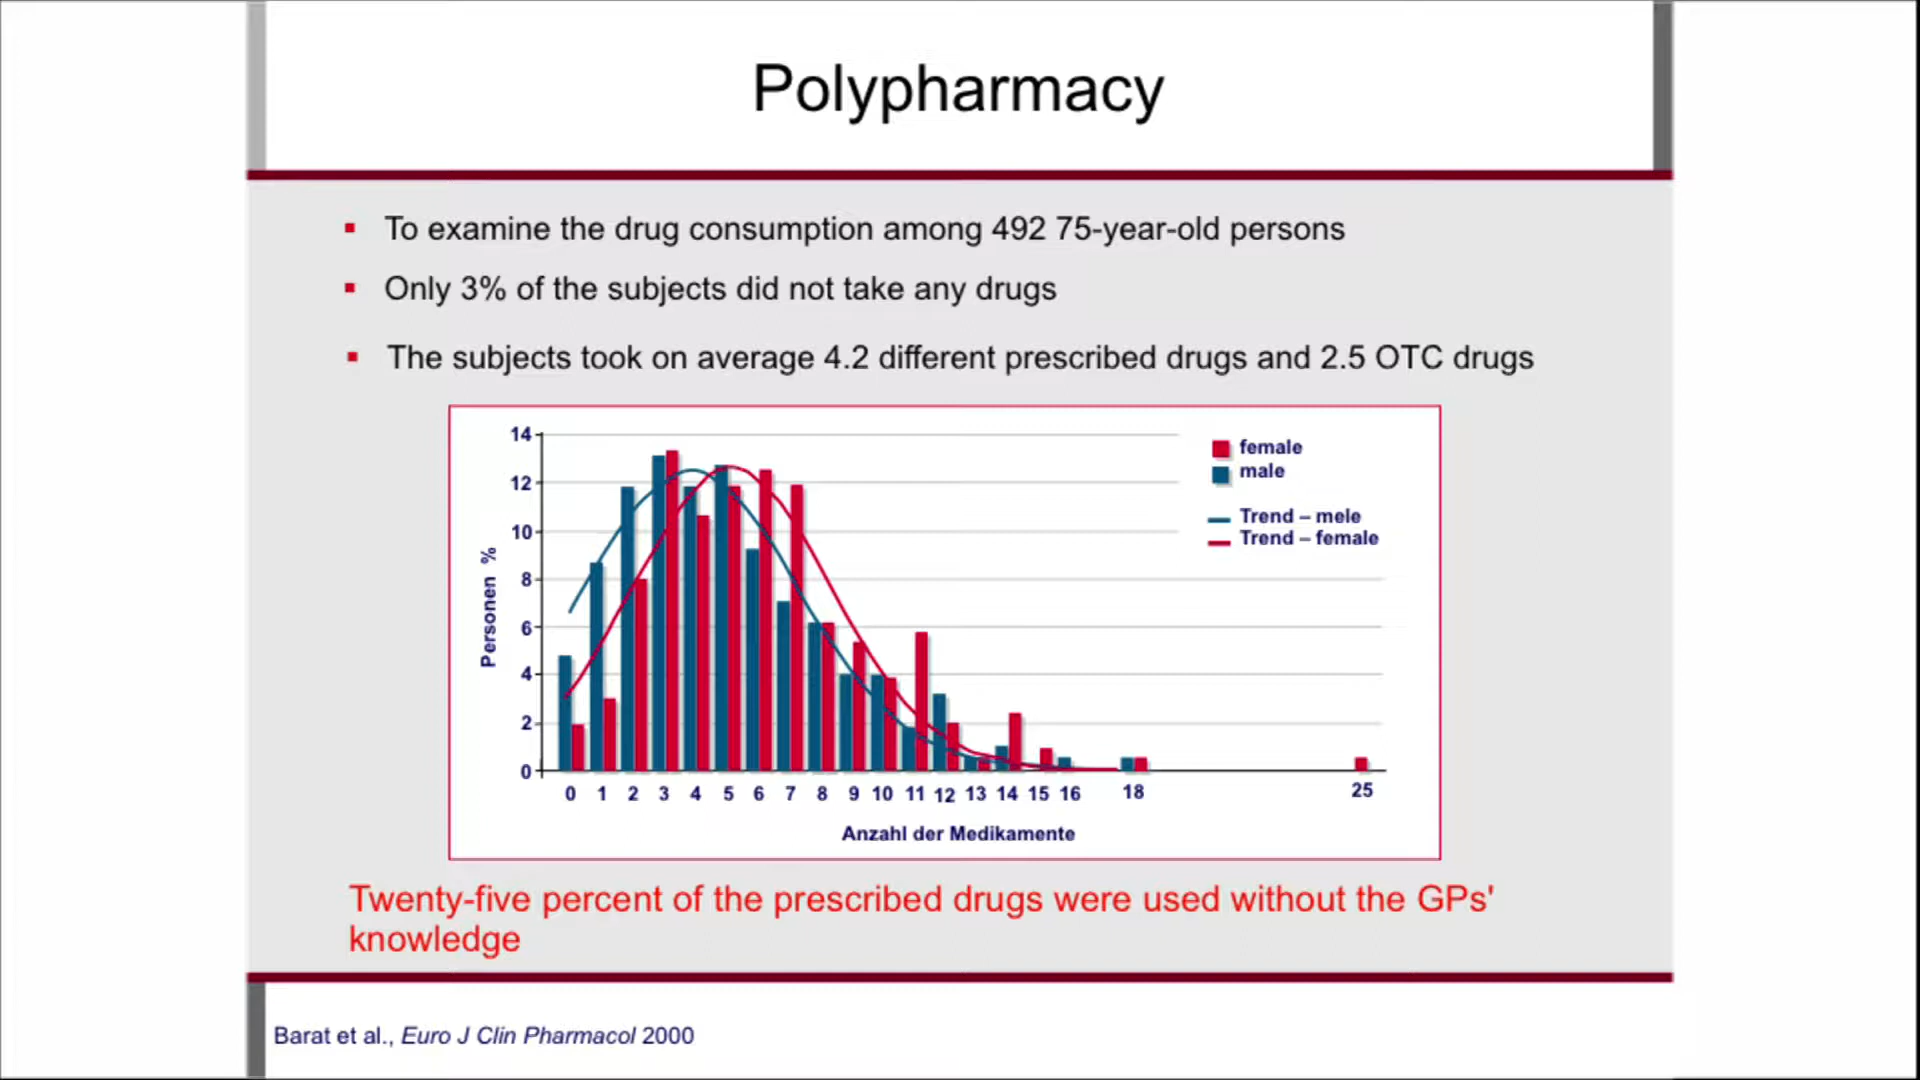 Polypharmacy
To examine the drug consumption among 492 75-year-old persons
Only 3% of the subjects did not take any drugs
The subjects took on average 4.2 different prescribed drugs and 2.5 OTC drugs
14
12
10
8
6
4
2
0
Personen %
female
male
Trend – mele
Trend – female
0 1 2 3 4 5 6 7 8 9 10 11 12 13 14 15 16 18 25
Anzahl der Medikamente
Twenty-five percent of the prescribed drugs were used without the GPs'
knowledge
Barat et al., Euro J Clin Pharmacol 2000